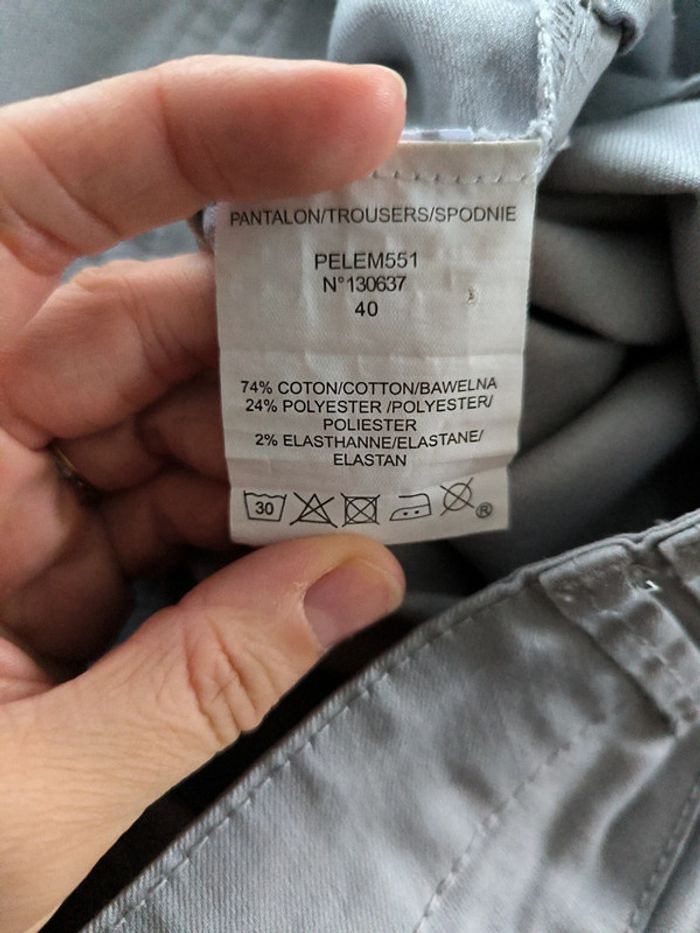 PANTALON/TROUSERS/SPODNIE
PELEM551
N°130637
40
74% COTON/COTTON/BAWELNA
24% POLYESTER /POLYESTER/
POLIESTER
2% ELASTHANNE/ELASTANE/
ELASTAN
30
®